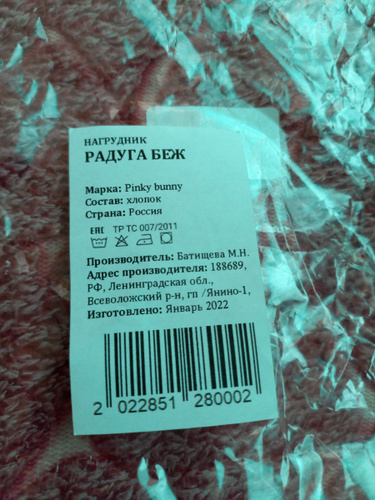 НАГРУДНИК
РАДУГА БЕЖ
Марка: Pinky bunny
Состав: хлопок
Страна: Россия
ЕАС ТР ТС 007/2011
Производитель: Батищева М.Н.
Адрес производителя: 188689,
РФ, Ленинградская обл.,
Всеволожский р-н, гп /Янино-1,
Изготовлено: Январь 2022
2 022851 280002